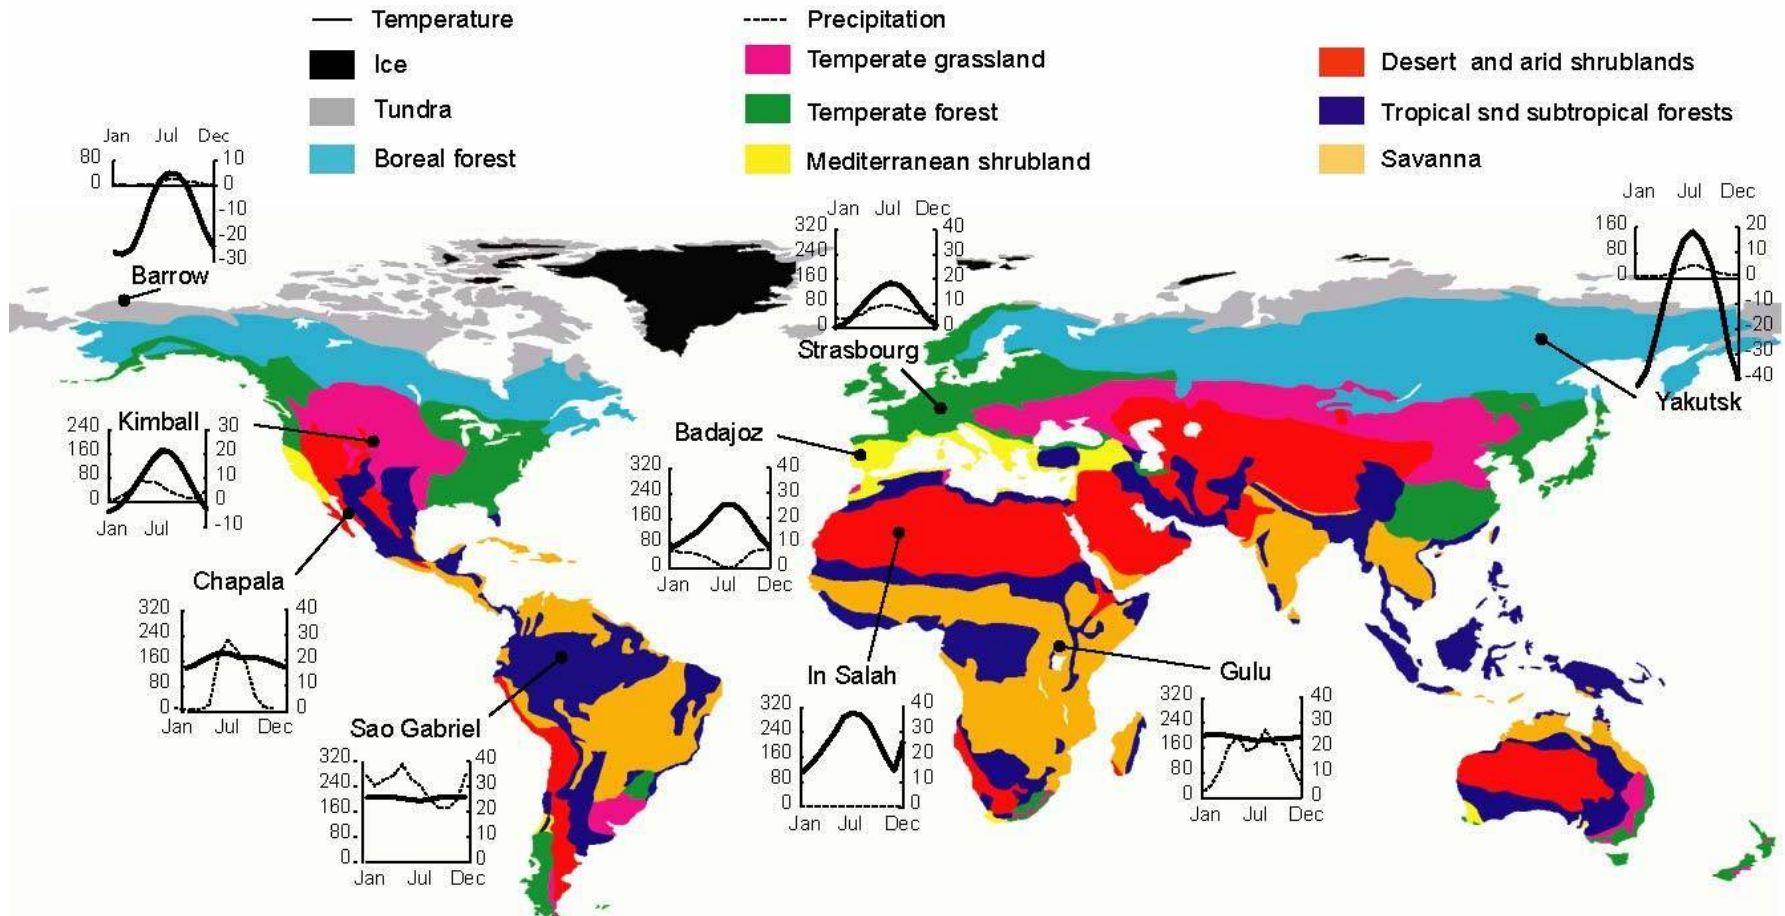 Temperature
Precipitation
Ice
Temperate grassland
Desert and arid shrublands
Tundra
Temperate forest
Tropical snd subtropical forests
Boreal forest
Mediterranean shrubland
Savanna
Jan Jul Dec
80 10
0 0
-10
-20
-30
Barrow
Jan Jul Dec
320 40
240 30
160 20
80 10
0 0
Strasbourg
Jan Jul Dec
160 20
80 10
0 0
-10
-20
-30
-40
Yakutsk
Kimball
240 30
160 20
80 10
0 0
-10
Jan Jul
Badajoz
320 40
240 30
160 20
80 10
0 0
Jan Jul Dec
Chapala
320 40
240 30
160 20
80 10
0 0
Jan Jul Dec
Sao Gabriel
320 40
240 30
160 20
80 10
0 0
Jan Jul Dec
In Salah
320 40
240 30
160 20
80 10
0 0
Jan Jul Dec
Gulu
320 40
240 30
160 20
80 10
0 0
Jan Jul Dec